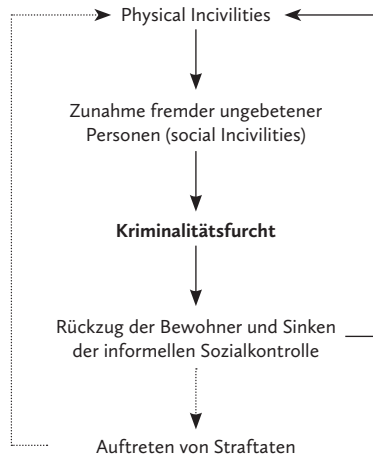 Physical Incivilities
Zunahme fremder ungebetener
Personen (social Incivilities)
Kriminalitätsfurcht
Rückzug der Bewohner und Sinken
der informellen Sozialkontrolle
Auftreten von Straftaten